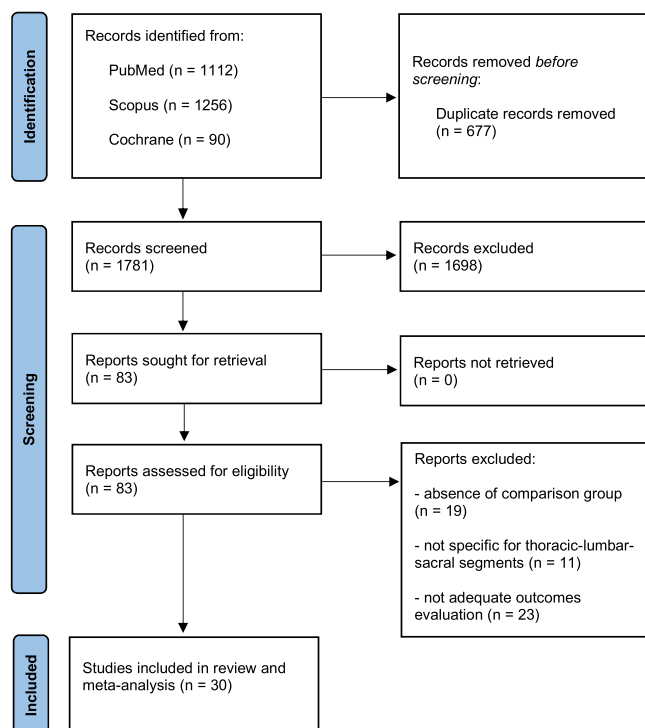 Identification
Records identified from:
PubMed (n = 1112)
Scopus (n = 1256)
Cochrane (n = 90)
Records removed before
screening:
Duplicate records removed
(n = 677)
Screening
Records screened
(n = 1781)
Records excluded
(n = 1698)
Reports sought for retrieval
(n = 83)
Reports not retrieved
(n = 0)
Reports assessed for eligibility
(n = 83)
Reports excluded:
- absence of comparison group
(n = 19)
- not specific for thoracic-lumbar-
sacral segments (n = 11)
- not adequate outcomes
evaluation (n = 23)
Included
Studies included in review and
meta-analysis (n = 30)